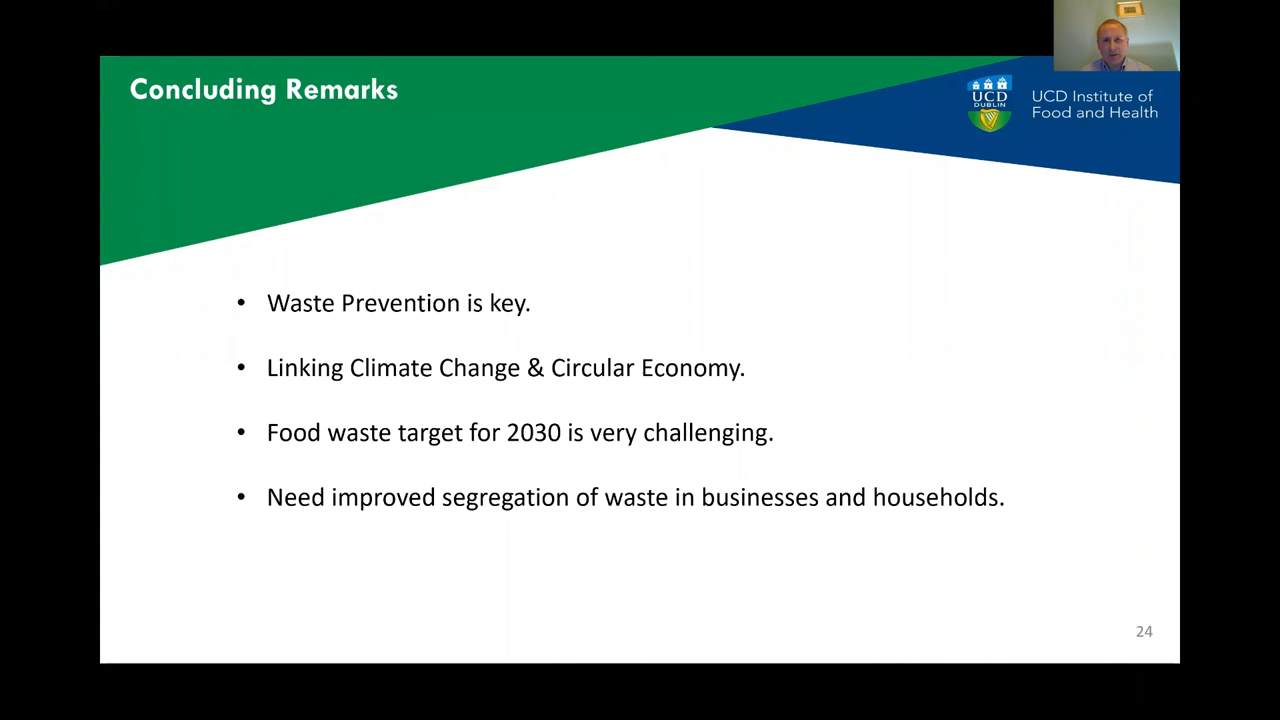 Concluding Remarks
UCD
DUBLIN
UCD Institute of
Food and Health
• Waste Prevention is key.
• Linking Climate Change & Circular Economy.
• Food waste target for 2030 is very challenging.
• Need improved segregation of waste in businesses and households.
24